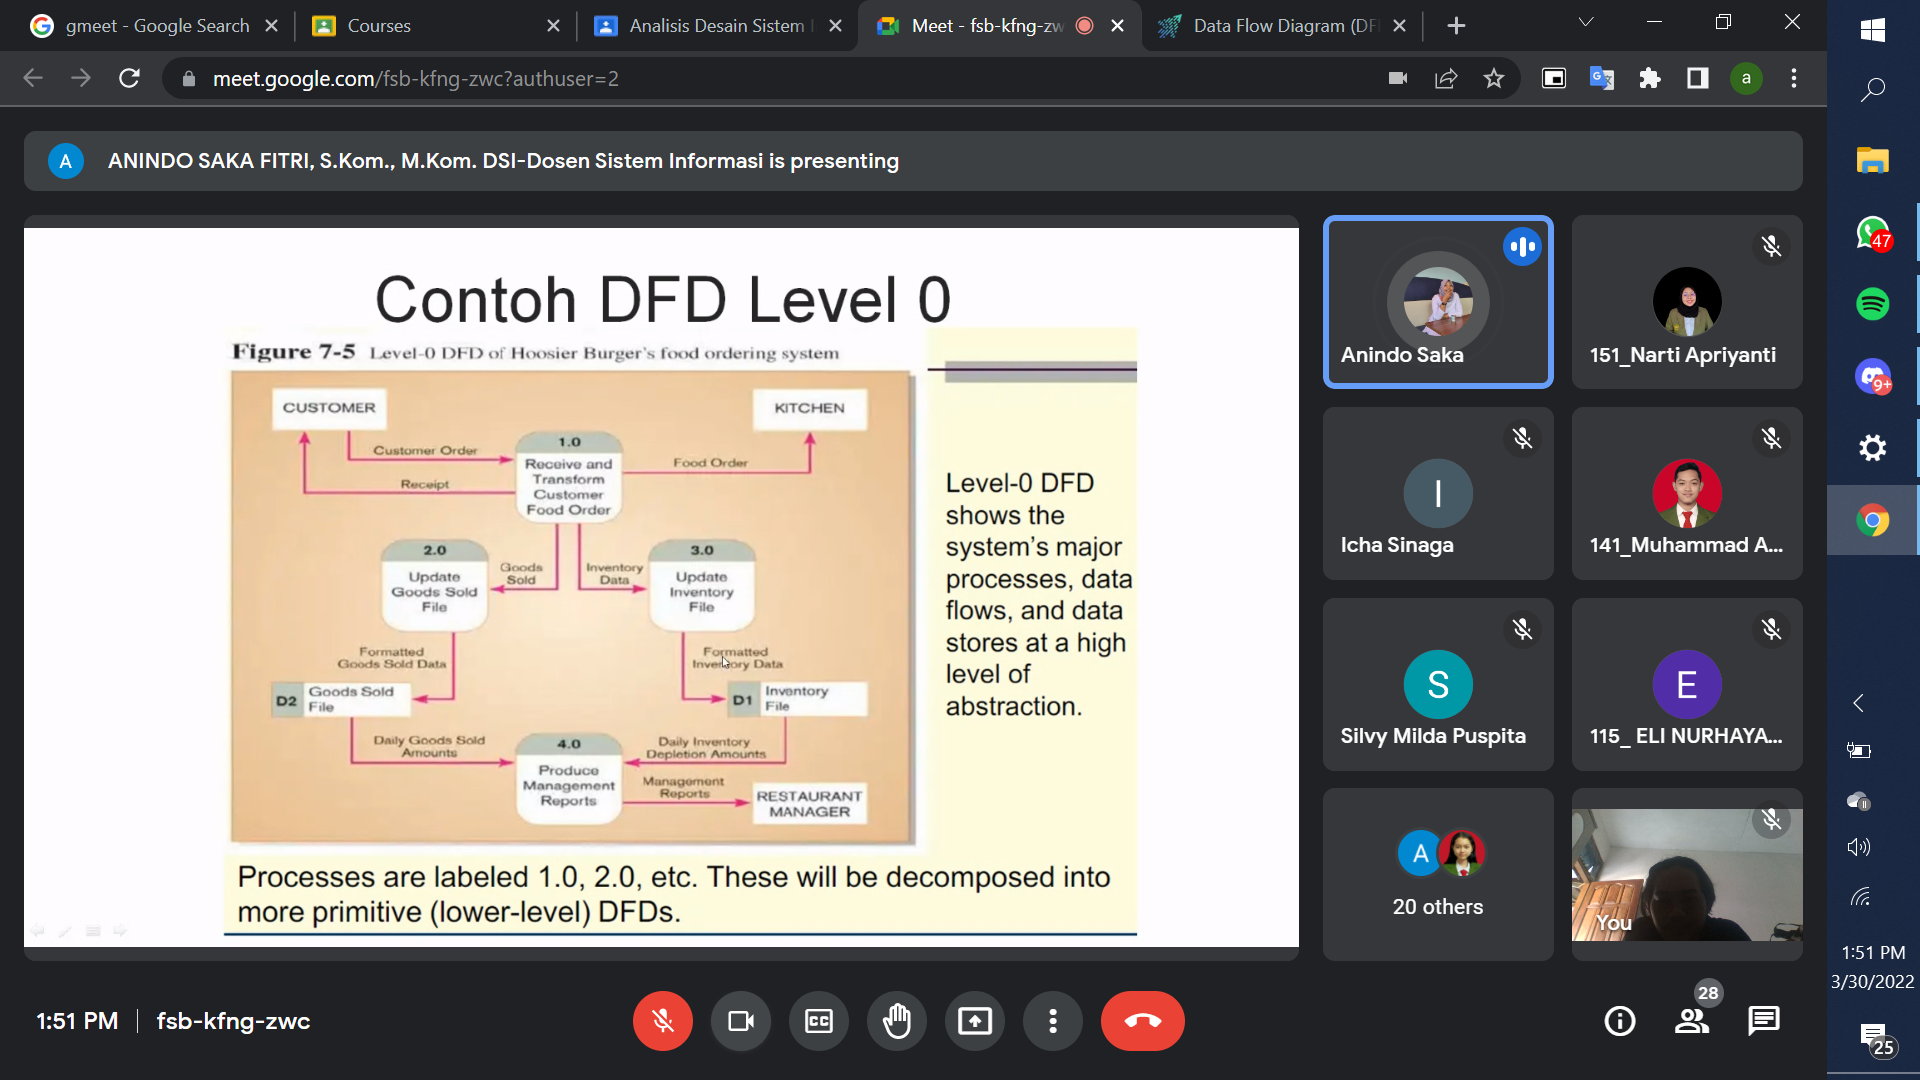 gmeet - Google Search
Courses
Analisis Desain Sistem
Meet - fsb-kfng-zw
Data Flow Diagram (DF
meet.google.com/fsb-kfng-zwc?authuser=2
a
A
ANINDO SAKA FITRI, S.Kom., M.Kom. DSI-Dosen Sistem Informasi is presenting
Contoh DFD Level 0
Figure 7-5 Level-0 DFD of Hoosier Burger's food ordering system
CUSTOMER
KITCHEN
Customer Order
Receipt
1.0
Receive and
Transform
Customer
Food Order
Food Order
2.0
Update
Goods Sold
File
Goods
Sold
Inventory
Data
3.0
Update
Inventory
File
Formatted
Goods Sold Data
Formatted
Inventory Data
D2
Goods Sold
File
D1
Inventory
File
Daily Goods Sold
Amounts
4.0
Produce
Management
Reports
Daily Inventory
Depletion Amounts
Management
Reports
RESTAURANT
MANAGER
Level-0 DFD
shows the
system's major
processes, data
flows, and data
stores at a high
level of
abstraction.
Processes are labeled 1.0, 2.0, etc. These will be decomposed into
more primitive (lower-level) DFDs.
Anindo Saka
151_Narti Apriyanti
I
Icha Sinaga
141_Muhammad A...
S
Silvy Milda Puspita
E
115_ ELI NURHAYA...
A
20 others
You
47
9+
1:51 PM
3/30/2022
25
1:51 PM
fsb-kfng-zwc
CC
28